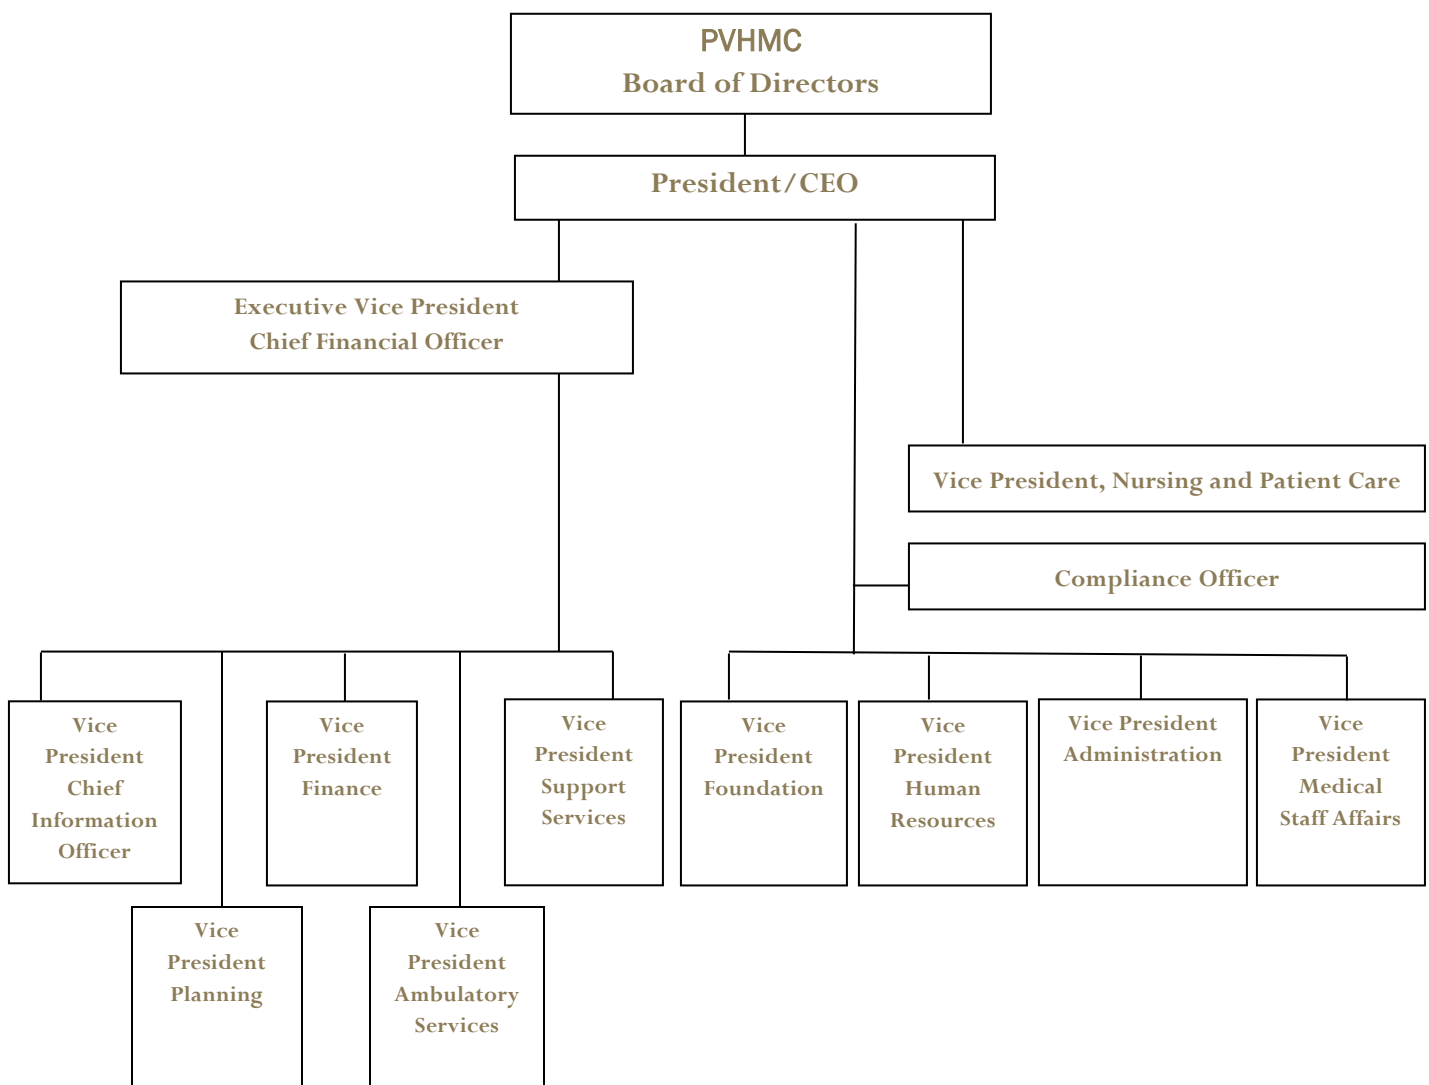 PVHMC
Board of Directors
President/CEO
Executive Vice President
Chief Financial Officer
Vice President, Nursing and Patient Care
Compliance Officer
Vice
President
Chief
Information
Officer
Vice
President
Finance
Vice
President
Support
Services
Vice
President
Foundation
Vice
President
Human
Resources
Vice President
Administration
Vice
President
Medical
Staff Affairs
Vice
President
Planning
Vice
President
Ambulatory
Services